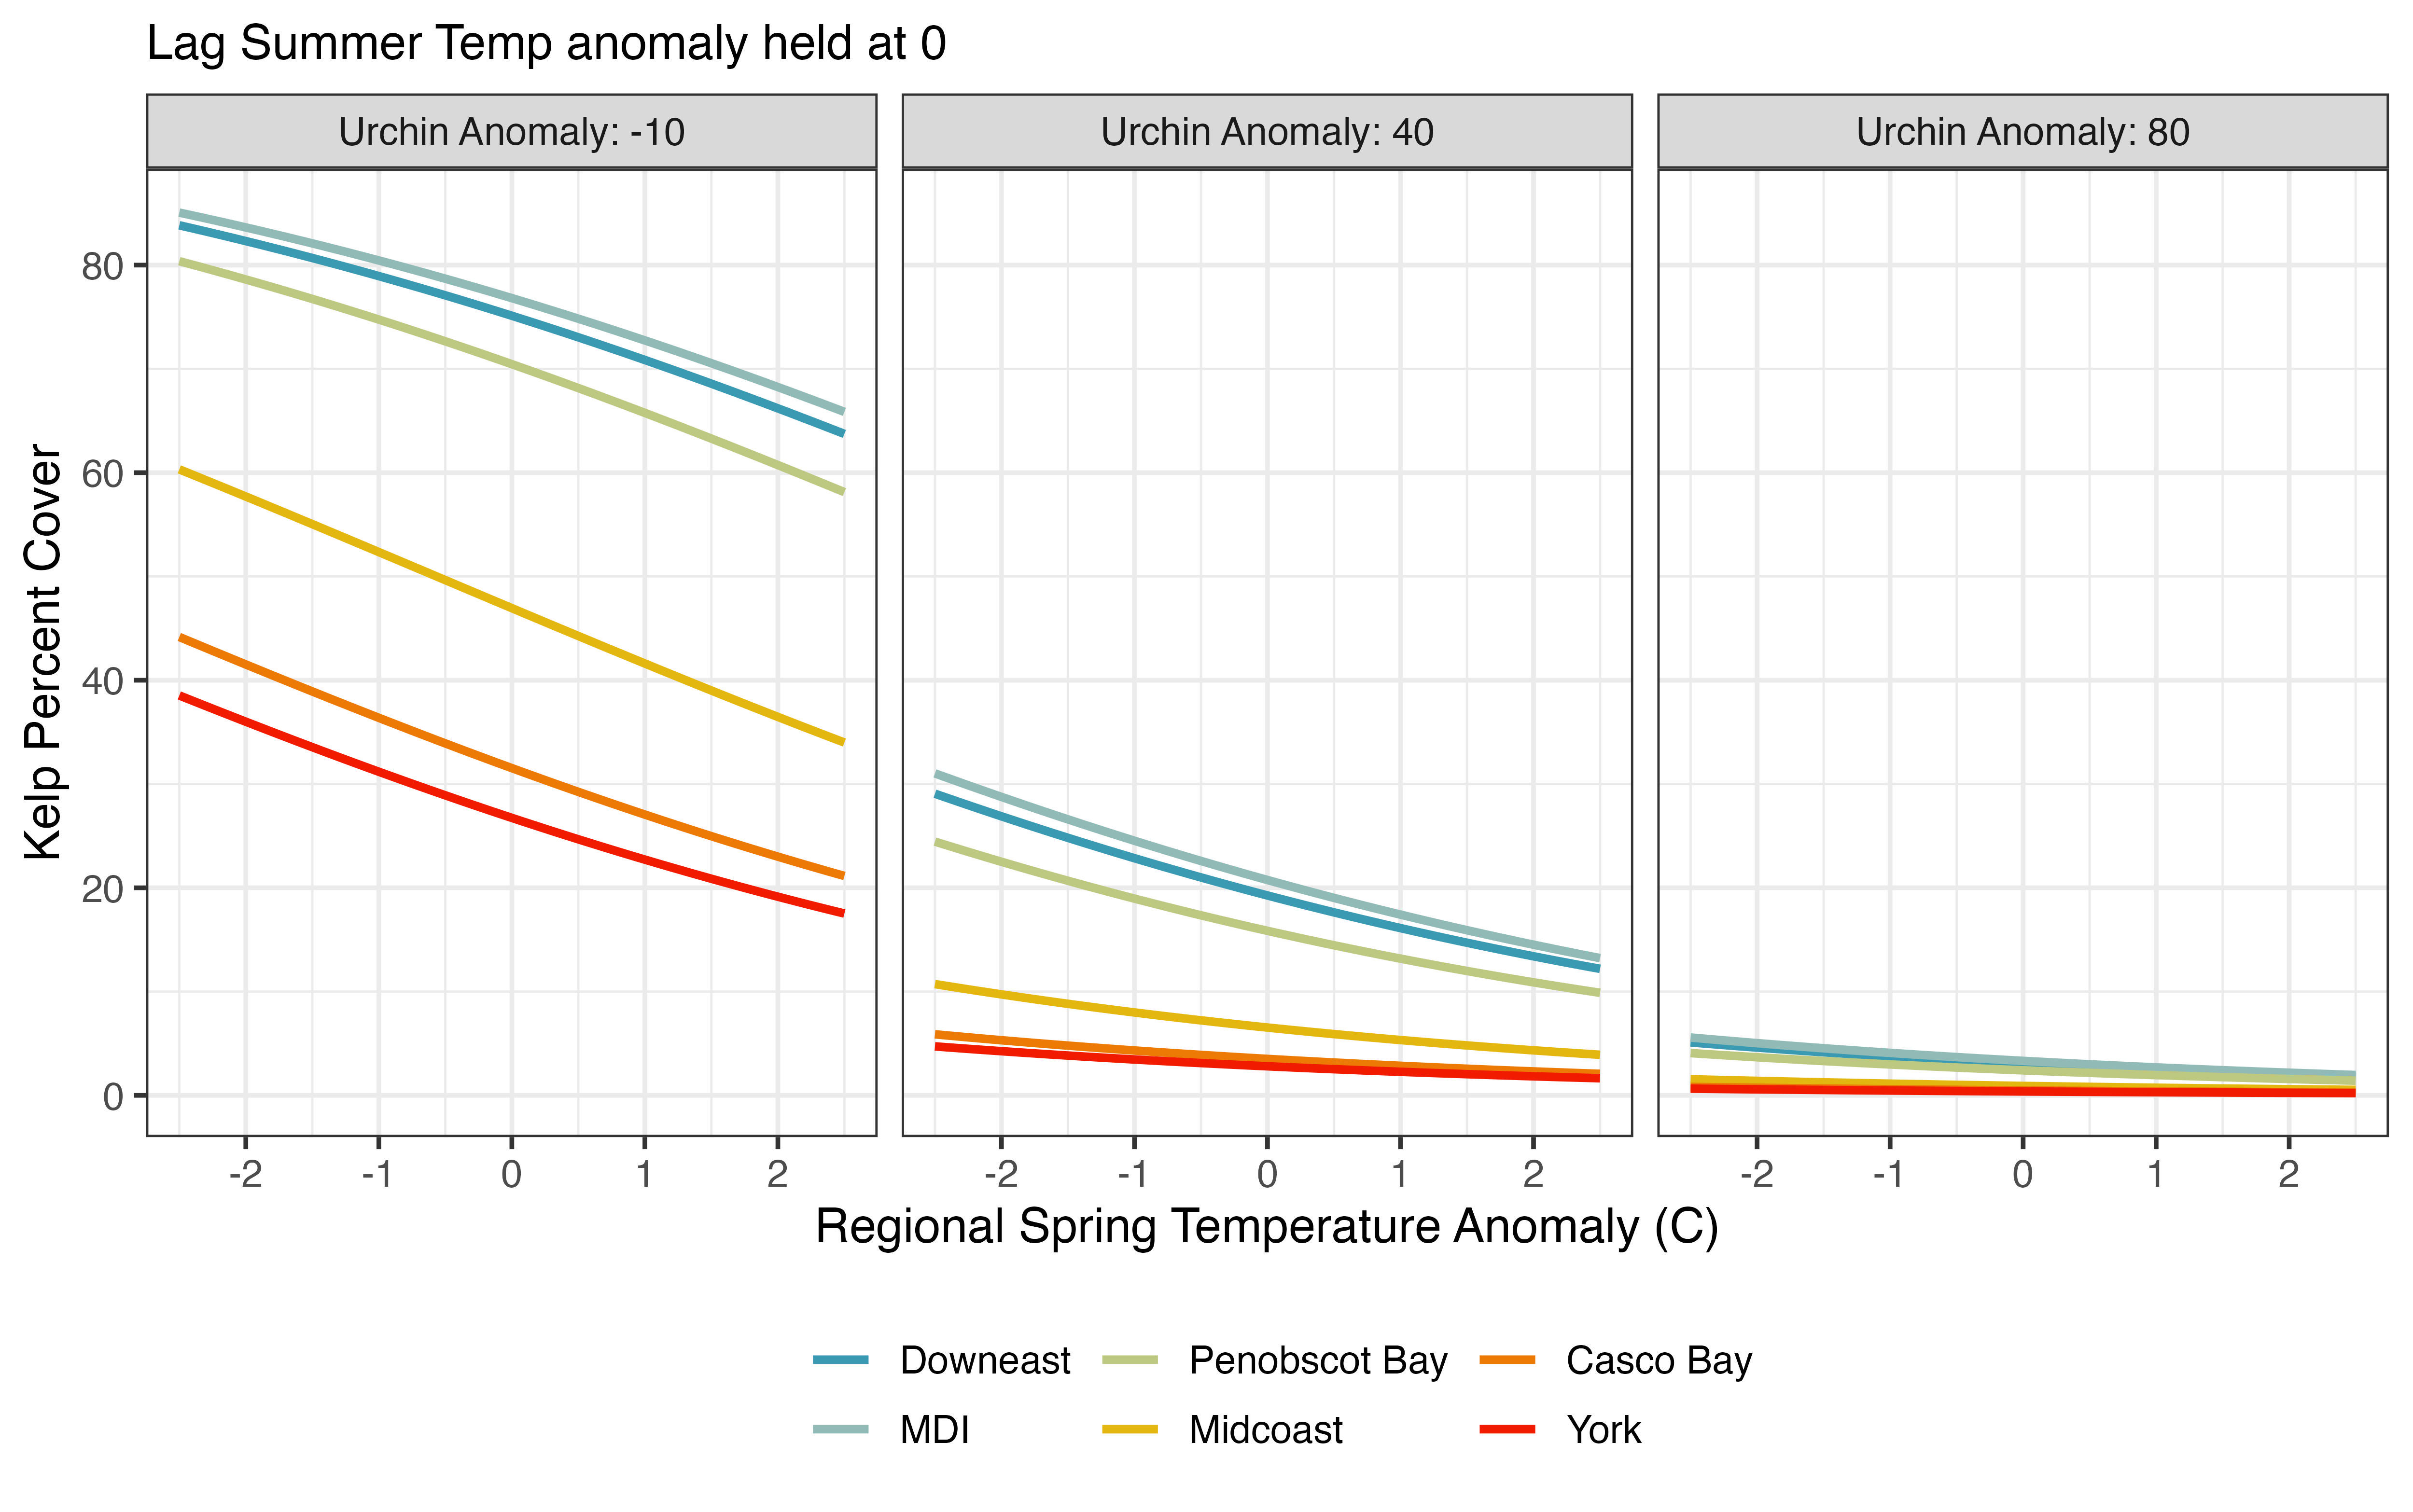 Lag Summer Temp anomaly held at 0
Urchin Anomaly: -10
Urchin Anomaly: 40
Urchin Anomaly: 80
Kelp Percent Cover
80
60
40
20
0
-2 -1 0 1 2
-2 -1 0 1 2
-2 -1 0 1 2
Regional Spring Temperature Anomaly (C)
Downeast Penobscot Bay Casco Bay
MDI Midcoast York